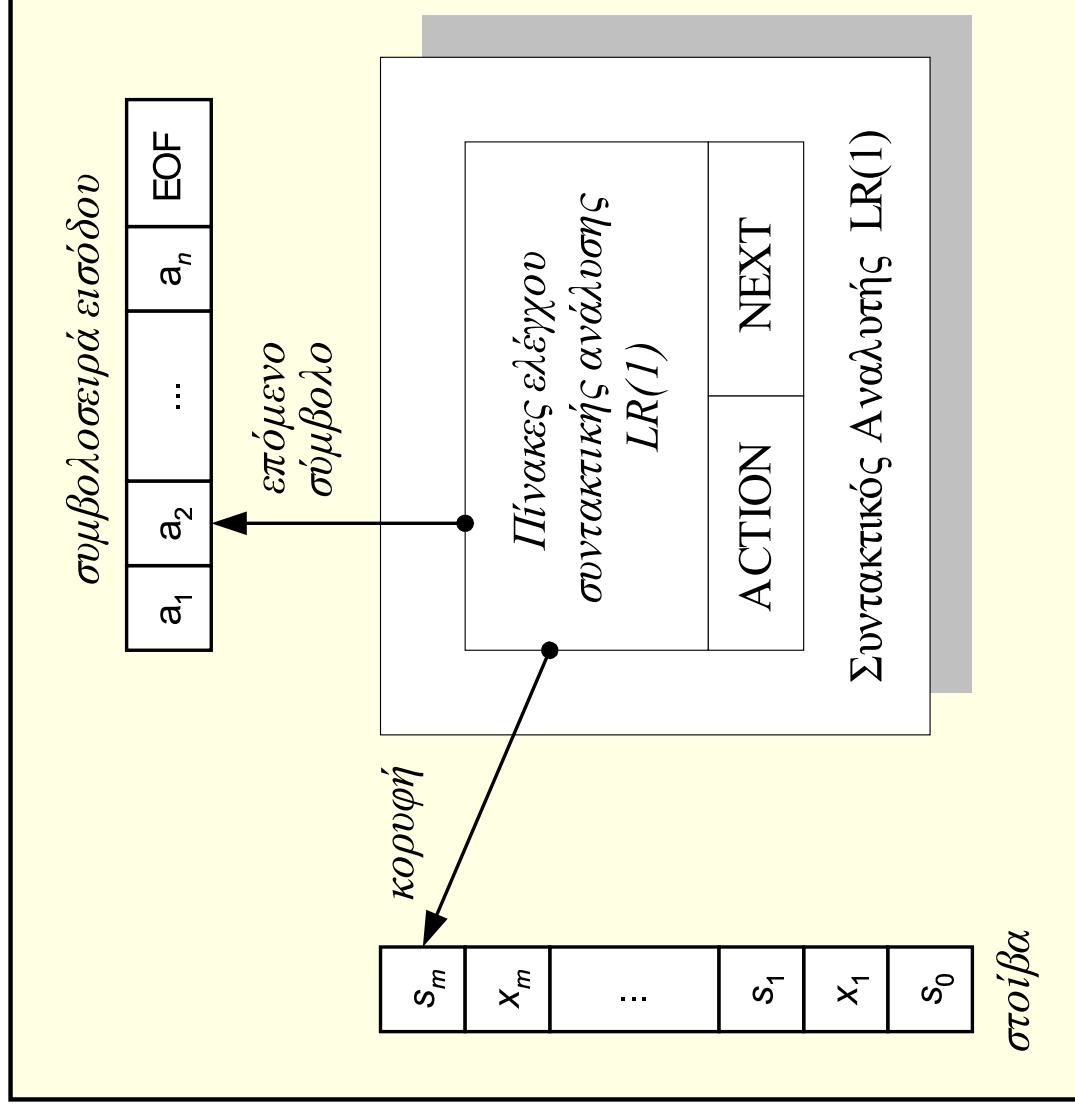 συμβολοσειρά εισόδου
a1 a2 ... an EOF
επόμενο
σύμβολο
κορυφή
sm
xm
...
s1
x1
s0
στοίβα
Πίνακες ελέγχου
συντακτικής ανάλυσης
LR(1)
ACTION NEXT
Συντακτικός Αναλυτής LR(1)